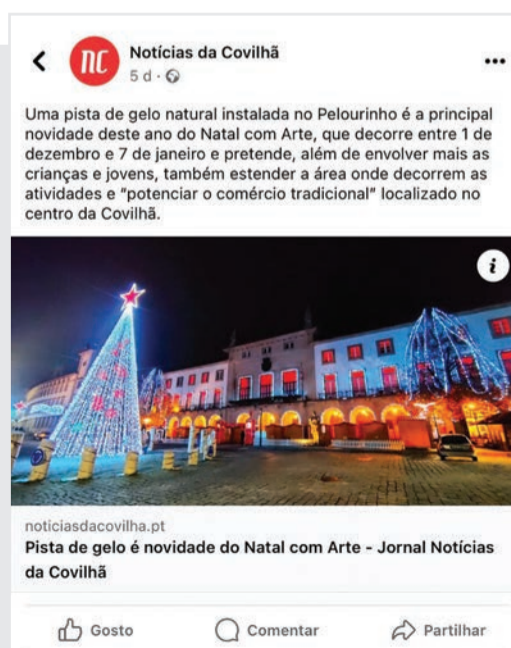 nc Notícias da Covilhã
5 d ·
Uma pista de gelo natural instalada no Pelourinho é a principal
novidade deste ano do Natal com Arte, que decorre entre 1 de
dezembro e 7 de janeiro e pretende, além de envolver mais as
crianças e jovens, também estender a área onde decorrem as
atividades e “potenciar o comércio tradicional” localizado no
centro da Covilhã.
i
noticiasdacovilha.pt
Pista de gelo é novidade do Natal com Arte - Jornal Notícias
da Covilhã
Gosto Comentar Partilhar